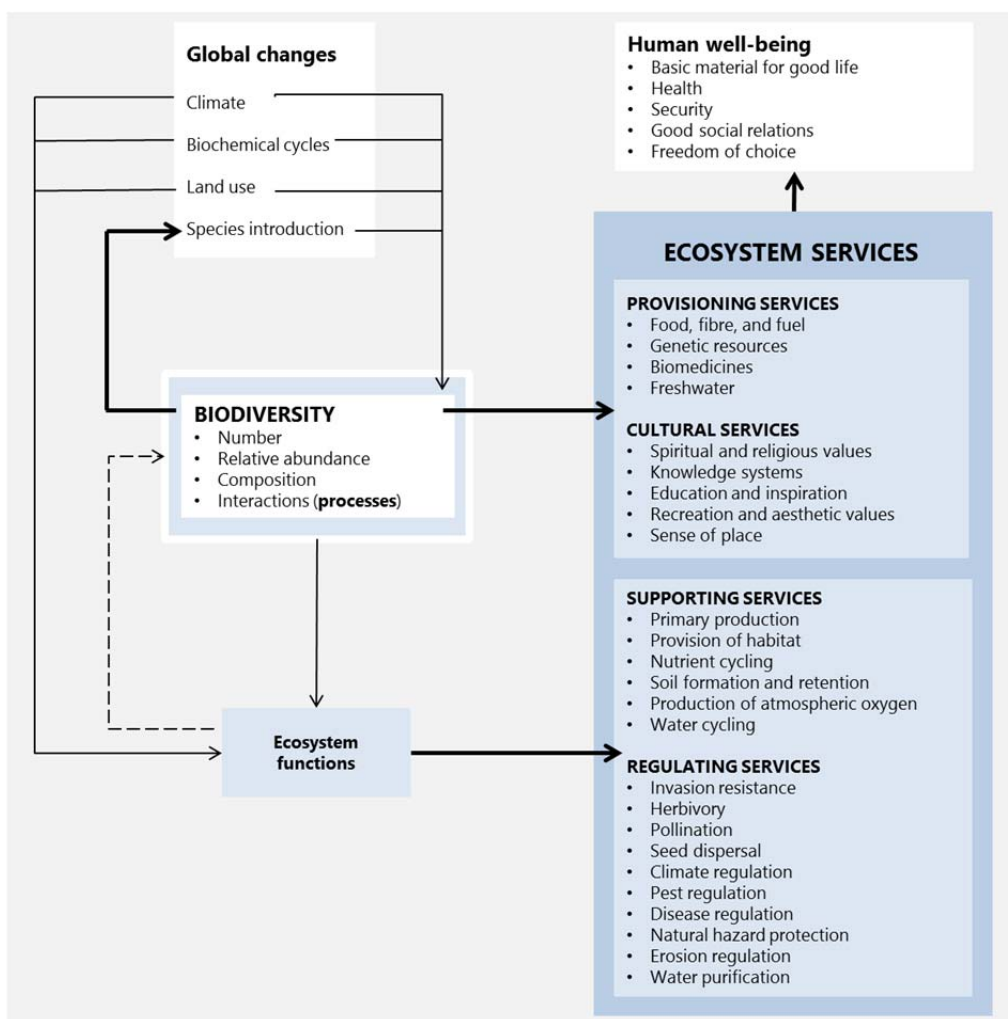 Global changes
Climate
Biochemical cycles
Land use
Species introduction
Human well-being
• Basic material for good life
• Health
• Security
• Good social relations
• Freedom of choice
BIODIVERSITY
• Number
• Relative abundance
• Composition
• Interactions (processes)
Ecosystem
functions
ECOSYSTEM SERVICES
PROVISIONING SERVICES
• Food, fibre, and fuel
• Genetic resources
• Biomedicines
• Freshwater
CULTURAL SERVICES
• Spiritual and religious values
• Knowledge systems
• Education and inspiration
• Recreation and aesthetic values
• Sense of place
SUPPORTING SERVICES
• Primary production
• Provision of habitat
• Nutrient cycling
• Soil formation and retention
• Production of atmospheric oxygen
• Water cycling
REGULATING SERVICES
• Invasion resistance
• Herbivory
• Pollination
• Seed dispersal
• Climate regulation
• Pest regulation
• Disease regulation
• Natural hazard protection
• Erosion regulation
• Water purification